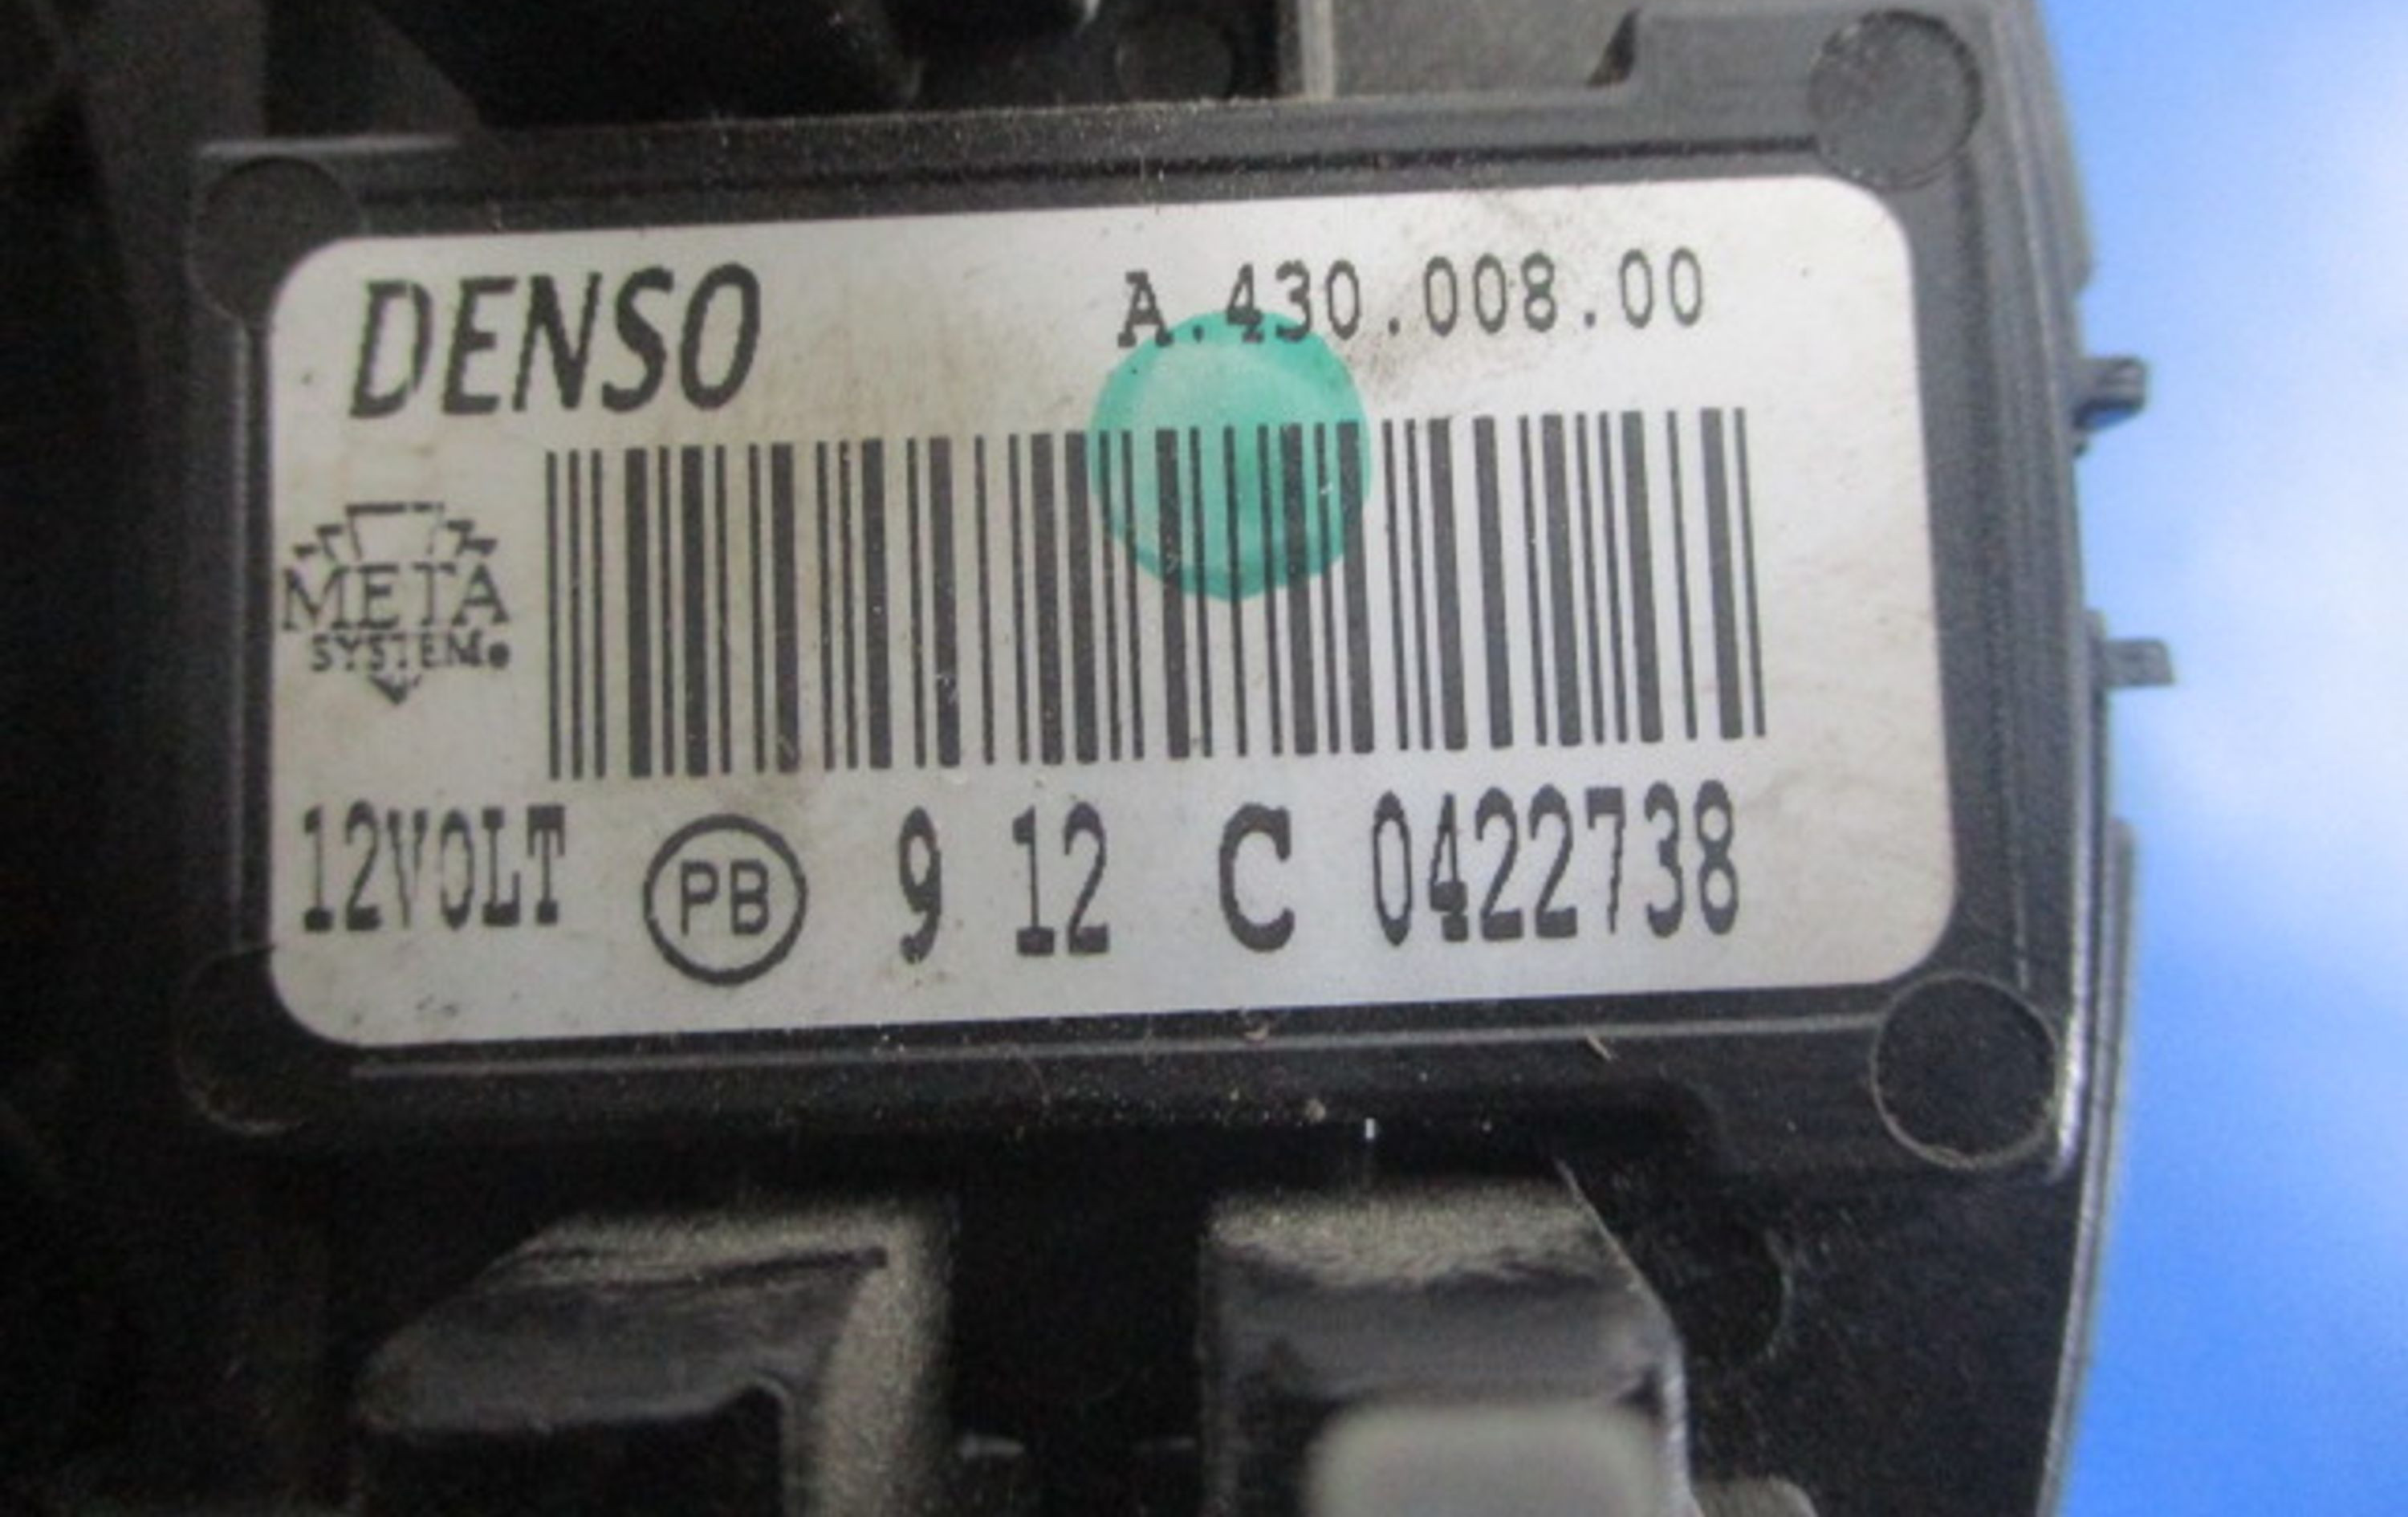 DENSO A.430.008.00
META
SYSTEM
12VOLT PB 9 12 C 0422738